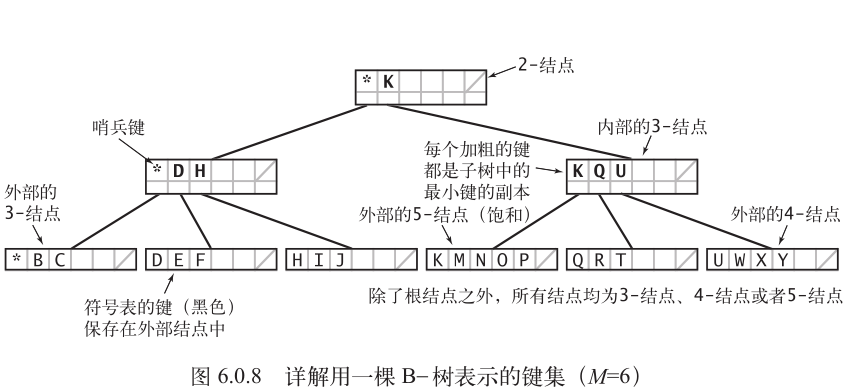 * K
2-结点
哨兵键
内部的3-结点
* D H
每个加粗的键
都是子树中的
最小键的副本
K Q U
外部的
3-结点
外部的5-结点（饱和）
外部的4-结点
* B C
D E F
H I J
K M N O P
Q R T
U W X Y
符号表的键（黑色）
保存在外部结点中
除了根结点之外，所有结点均为3-结点、4-结点或者5-结点
图 6.0.8 详解用一棵 B-树表示的键集（M=6）